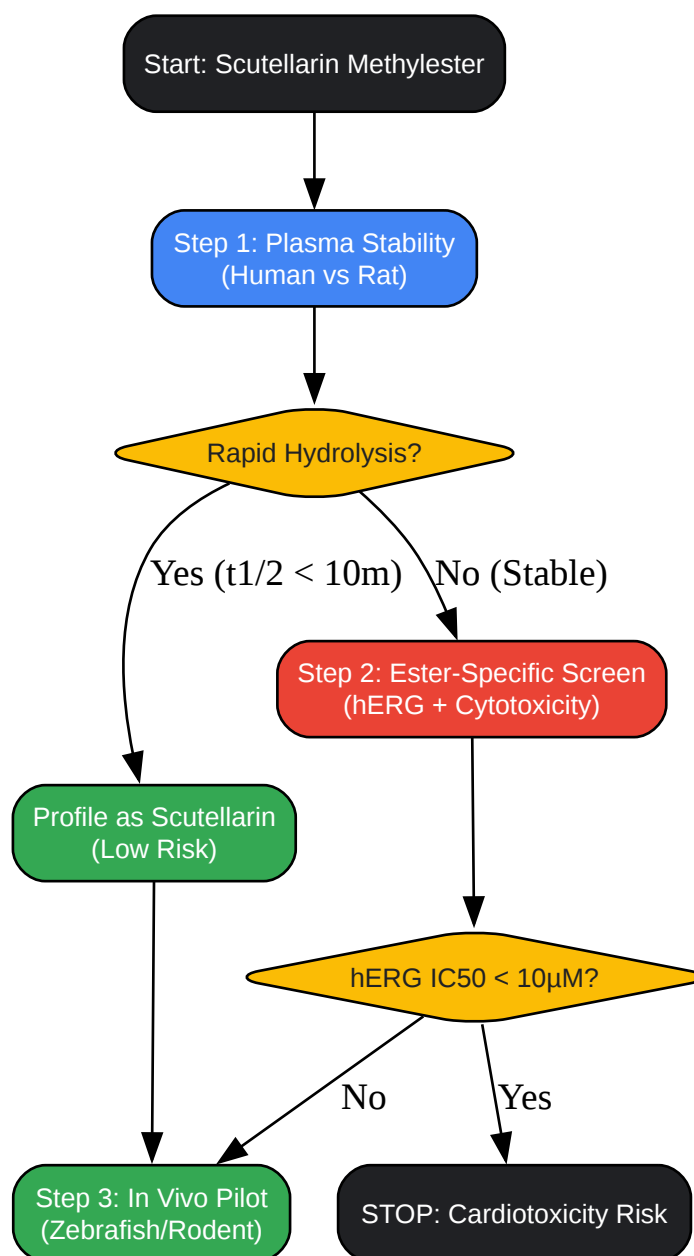 Start: Scutellarin Methylester
Step 1: Plasma Stability
(Human vs Rat)
Rapid Hydrolysis?
Yes (t1/2 < 10m)
No (Stable)
Step 2: Ester-Specific Screen
(hERG + Cytotoxicity)
Profile as Scutellarin
(Low Risk)
hERG IC50 < 10µM?
No
Yes
Step 3: In Vivo Pilot
(Zebrafish/Rodent)
STOP: Cardiotoxicity Risk